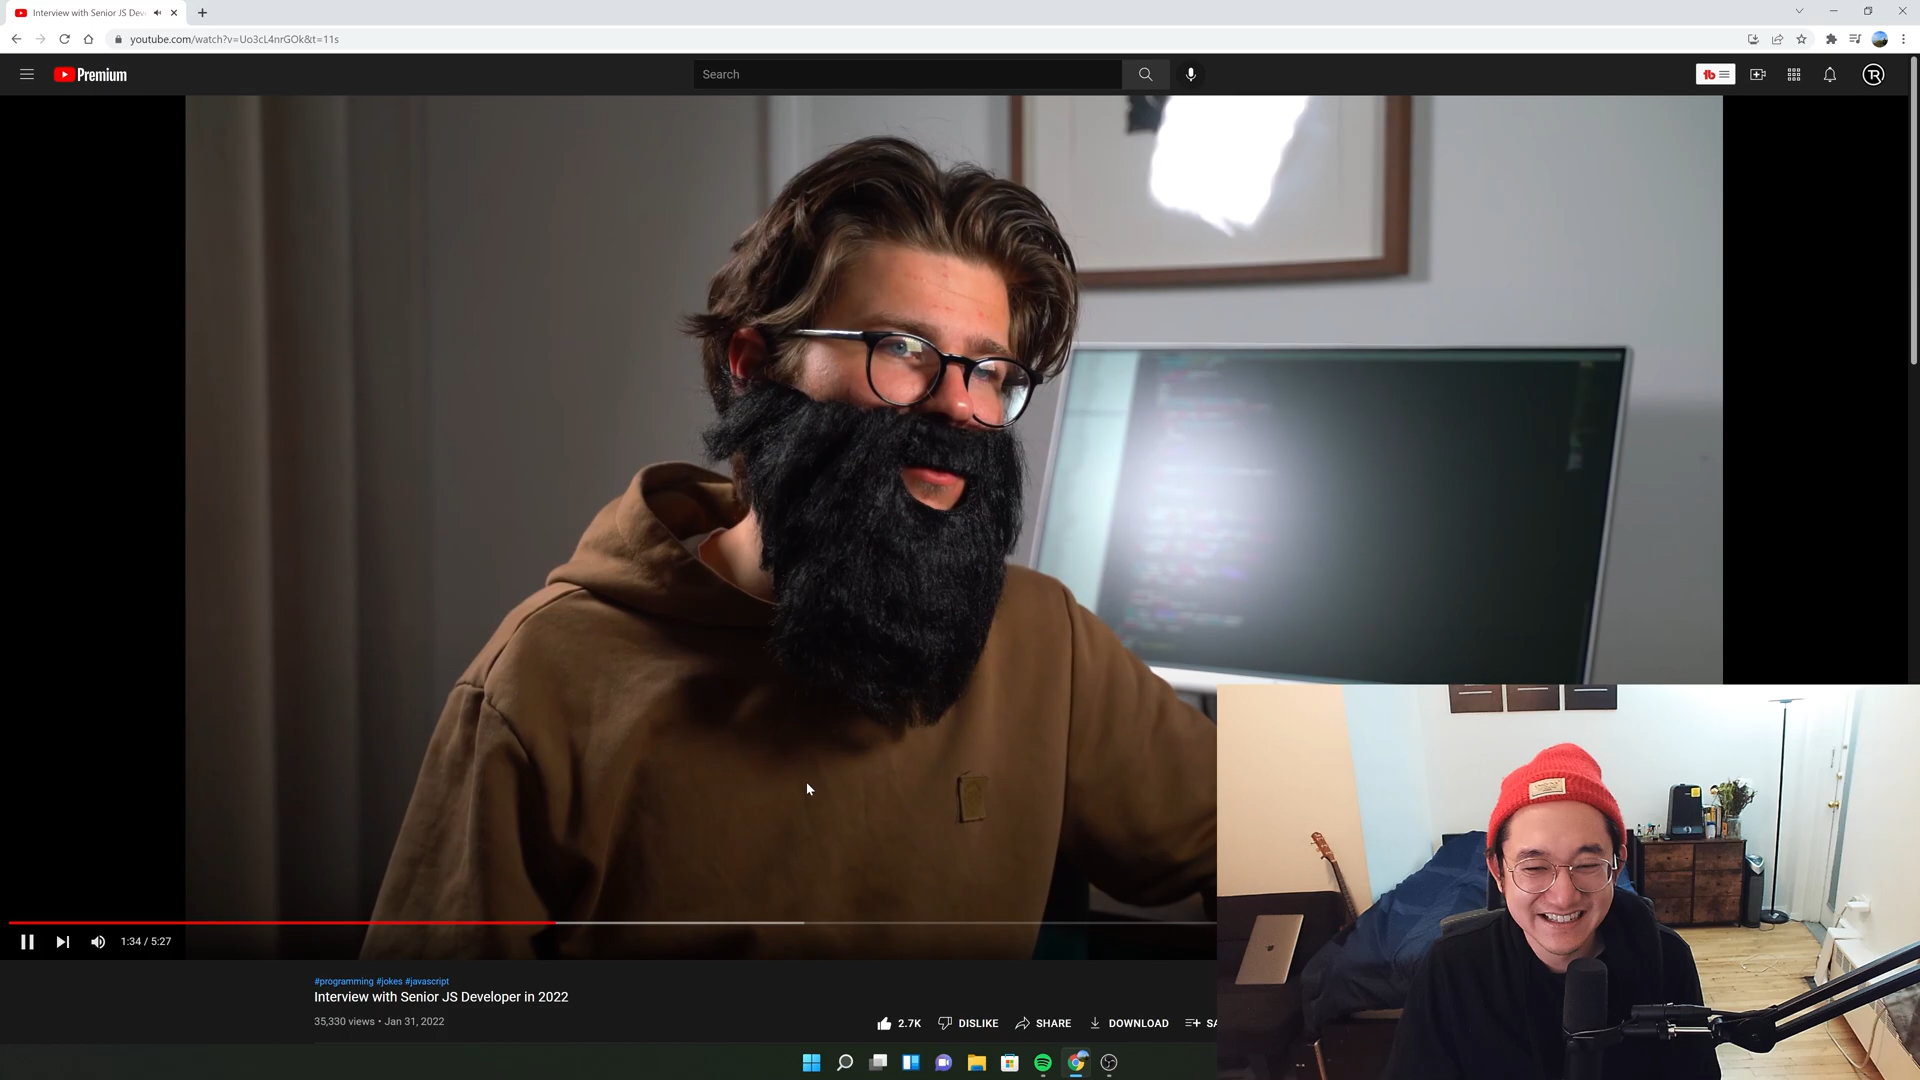 Interview with Senior JS Dev
youtube.com/watch?v=Uo3cL4nrGOk&t=11s
Premium
Search
1:34 / 5:27
#programming #jokes #javascript
Interview with Senior JS Developer in 2022
35,330 views • Jan 31, 2022
2.7K DISLIKE SHARE DOWNLOAD SA